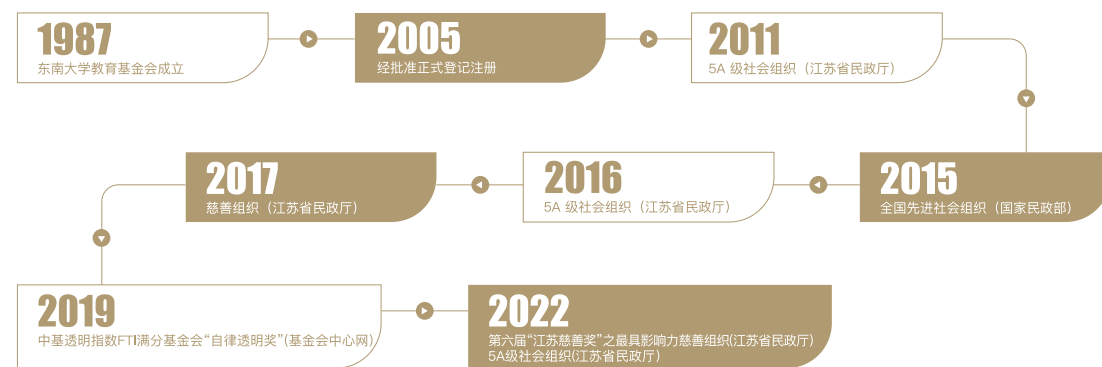 1987
东南大学教育基金会成立
2005
经批准正式登记注册
2011
5A 级社会组织（江苏省民政厅）
2015
全国先进社会组织（国家民政部）
2016
5A 级社会组织（江苏省民政厅）
2017
慈善组织（江苏省民政厅）
2019
中基透明指数FTI满分基金会“自律透明奖”(基金会中心网)
2022
第六届“江苏慈善奖”之最具影响力慈善组织(江苏省民政厅)
5A级社会组织(江苏省民政厅)